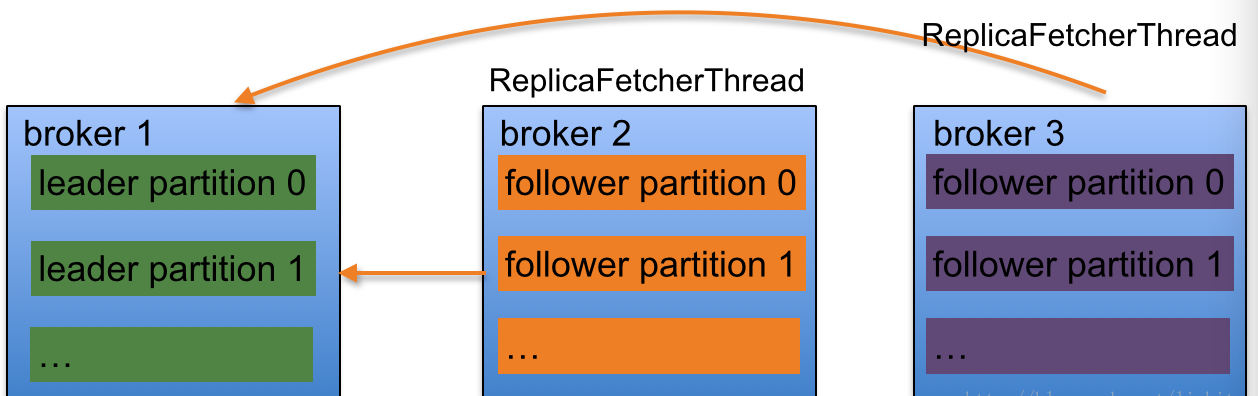 ReplicaFetcherThread
ReplicaFetcherThread
broker 1
leader partition 0
leader partition 1
...
broker 2
follower partition 0
follower partition 1
...
broker 3
follower partition 0
follower partition 1
...